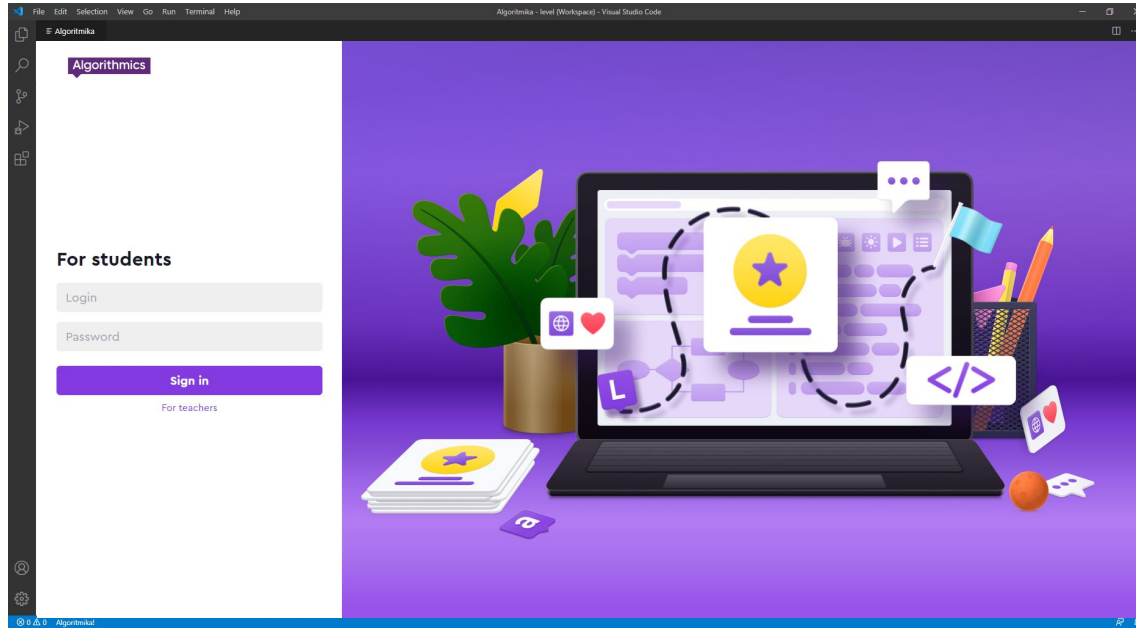 File Edit Selection View Go Run Terminal Help
Algoritmika - level (Workspace) - Visual Studio Code
Algoritmika
Algorithmics
For students
Login
Password
Sign in
For teachers
L
</>
a
0 0 Algoritmika!